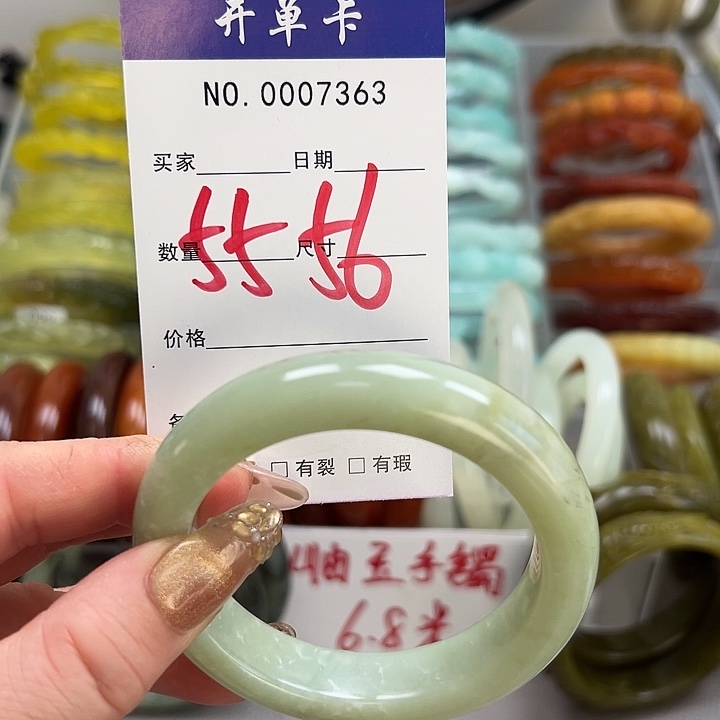 开单卡
NO. 0007363
买家 日期
数量 尺寸
55 56
价格
□有裂 □有瑕
岫玉手镯
6.8米